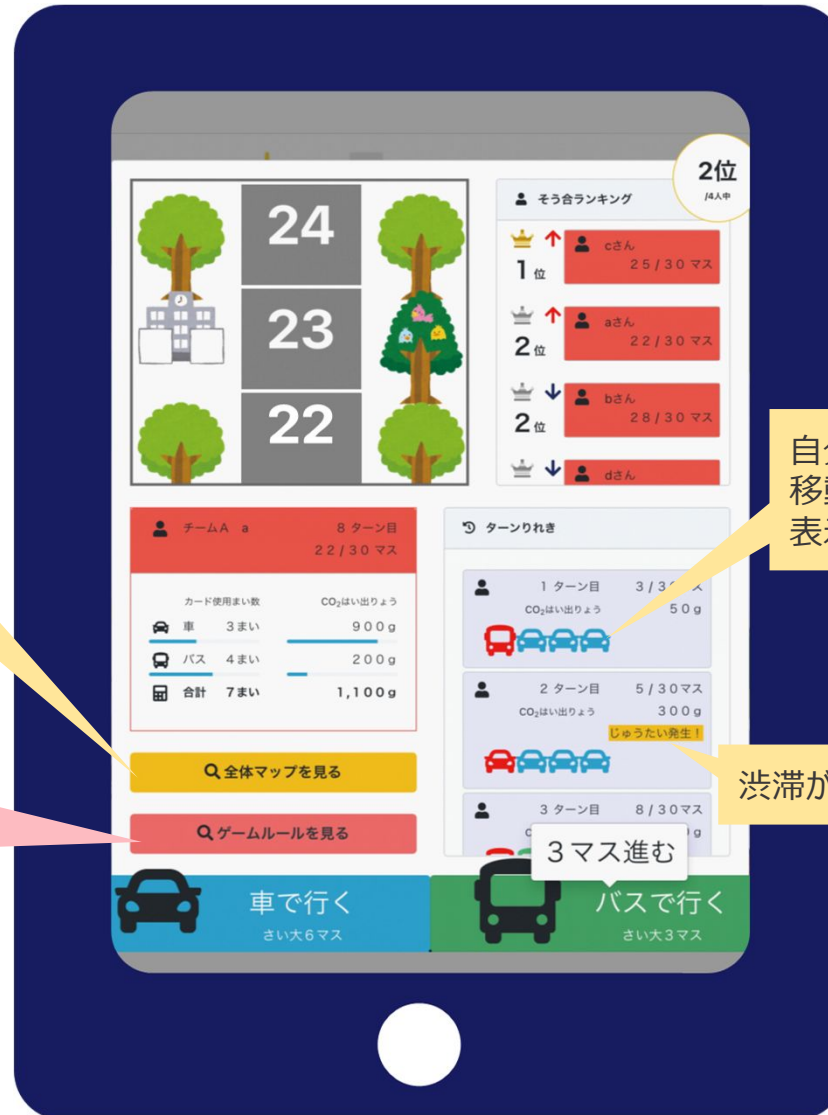 2位
/4人中
24
23
22
そう合ランキング
1位
cさん
25/30マス
2位
aさん
22/30マス
2位
bさん
28/30マス
dさん
チームA a
8ターン目
22/30マス
カード使用まい数
CO₂はい出りょう
車 3まい 900g
バス 4まい 200g
合計 7まい 1,100g
全体マップを見る
ゲームルールを見る
ターンりれき
1ターン目 3/3
CO₂はい出りょう 50g
2ターン目 5/30マス
CO₂はい出りょう 300g
じゅうたい発生！
3ターン目 8/30マス
g
3マス進む
車で行く
さい大6マス
バスで行く
さい大3マス
自分
移動
表示
渋滞が